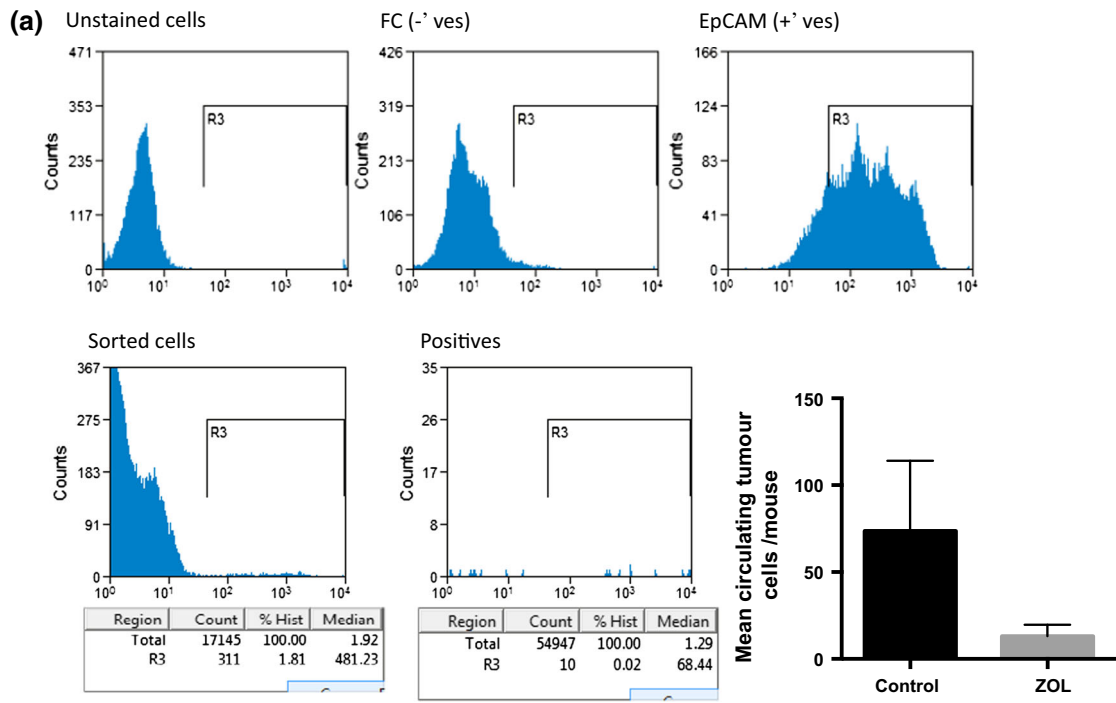 (a) Unstained cells FC (-’ ves) EpCAM (+’ ves)
471 353 235 117 0
Counts
R3
10⁰ 10¹ 10² 10³ 10⁴
426 319 213 106 0
Counts
R3
10⁰ 10¹ 10² 10³ 10⁴
166 124 83 41 0
Counts
R3
10⁰ 10¹ 10² 10³ 10⁴
Sorted cells
367 275 183 91 0
Counts
R3
10⁰ 10¹ 10² 10³ 10⁴
Region Count % Hist Median
Total 17145 100.00 1.92
R3 311 1.81 481.23
Positives
35 26 17 8 0
Counts
R3
10⁰ 10¹ 10² 10³ 10⁴
Region Count % Hist Median
Total 54947 100.00 1.29
R3 10 0.02 68.44
Mean circulating tumour
cells /mouse
150
100
50
0
Control ZOL